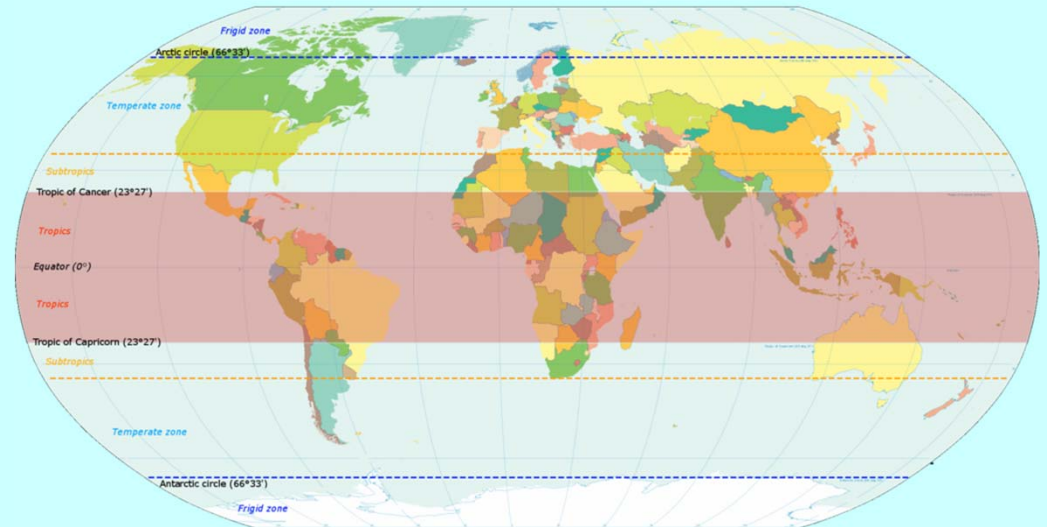 Frigid zone
Arctic circle (66°33')
Temperate zone
Subtropics
Tropic of Cancer (23°27')
Tropics
Equator (0°)
Tropics
Tropic of Capricorn (23°27')
Subtropics
Temperate zone
Antarctic circle (66°33')
Frigid zone